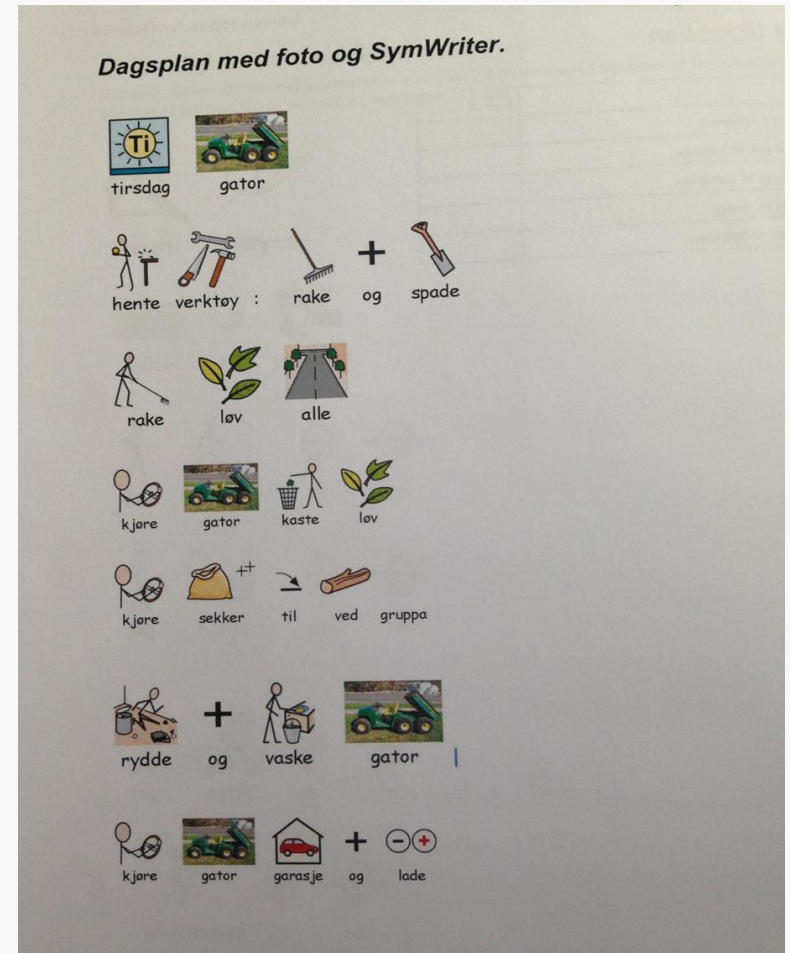 Dagsplan med foto og SymWriter.
Ti
tirsdag gator
hente verktøy : rake og spade
rake løv alle
kjøre gator kaste løv
kjøre sekker til ved gruppa
rydde og vaske gator
kjøre gator garasje og lade